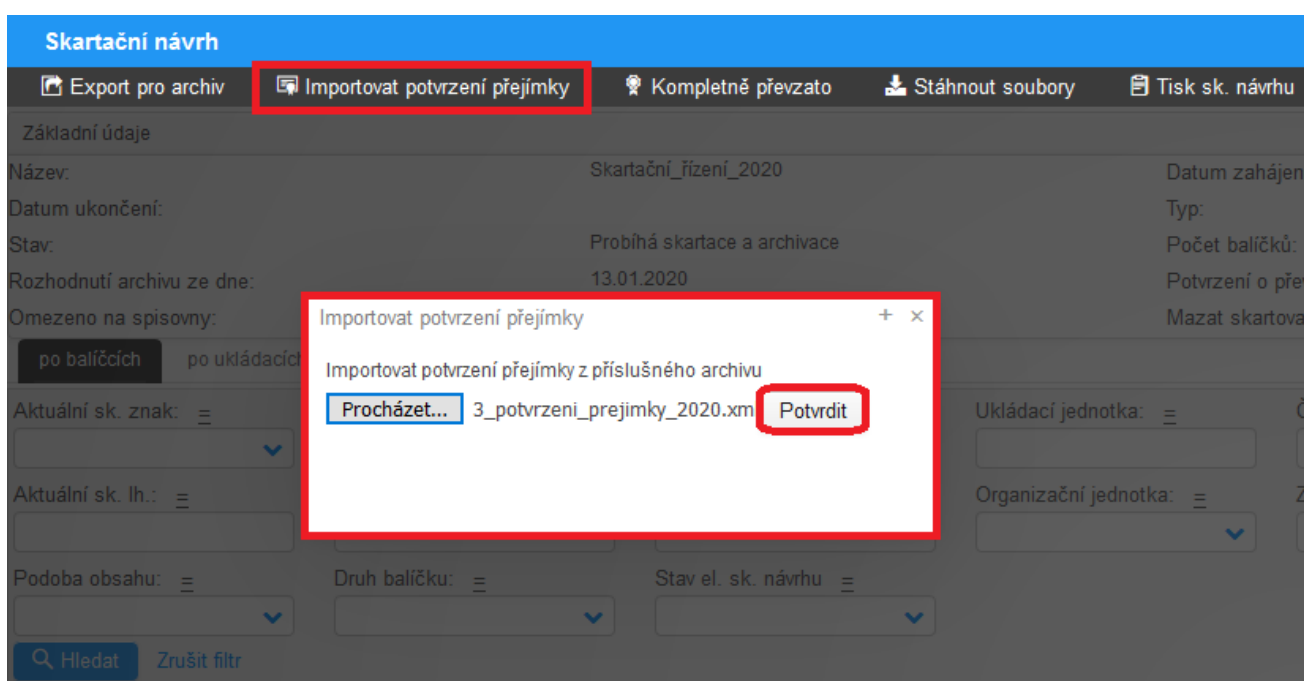 Skartační návrh
Export pro archiv Importovat potvrzení přejímky Kompletně převzato Stáhnout soubory Tisk sk. návrhu
Základní údaje
Název: Skartační_řízení_2020 Datum zahájen
Datum ukončení: Typ:
Stav: Probíhá skartace a archivace Počet balíčků:
Rozhodnutí archivu ze dne: 13.01.2020 Potvrzení o pře
Omezeno na spisovny: Mazat skartova
Importovat potvrzení přejímky + ×
po balíčcích po ukládacíc
Importovat potvrzení přejímky z příslušného archivu
Procházet... 3_potvrzeni_prejimky_2020.xm Potvrdit
Aktuální sk. znak: = Ukládací jednotka: = Č
Aktuální sk. lh.: = Organizační jednotka: = Z
Podoba obsahu: = Druh balíčku: = Stav el. sk. návrhu =
Hledat Zrušit filtr